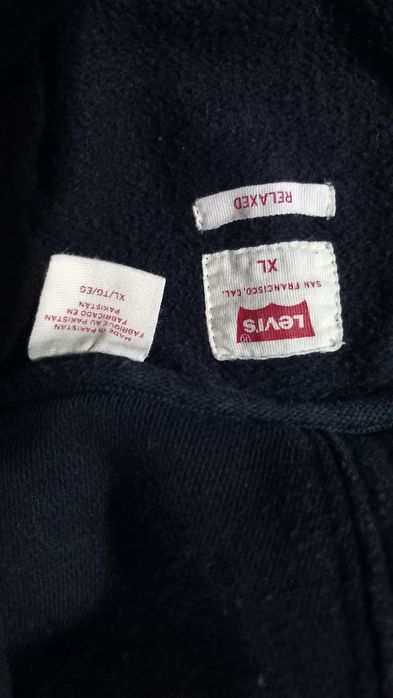 LEVI'S®
SAN FRANCISCO, CAL.
XL
RELAXED
MADE IN PAKISTAN
FABRIQUE AU PAKISTAN
FABRICADO EN
PAKISTAN
XL/TG/EG